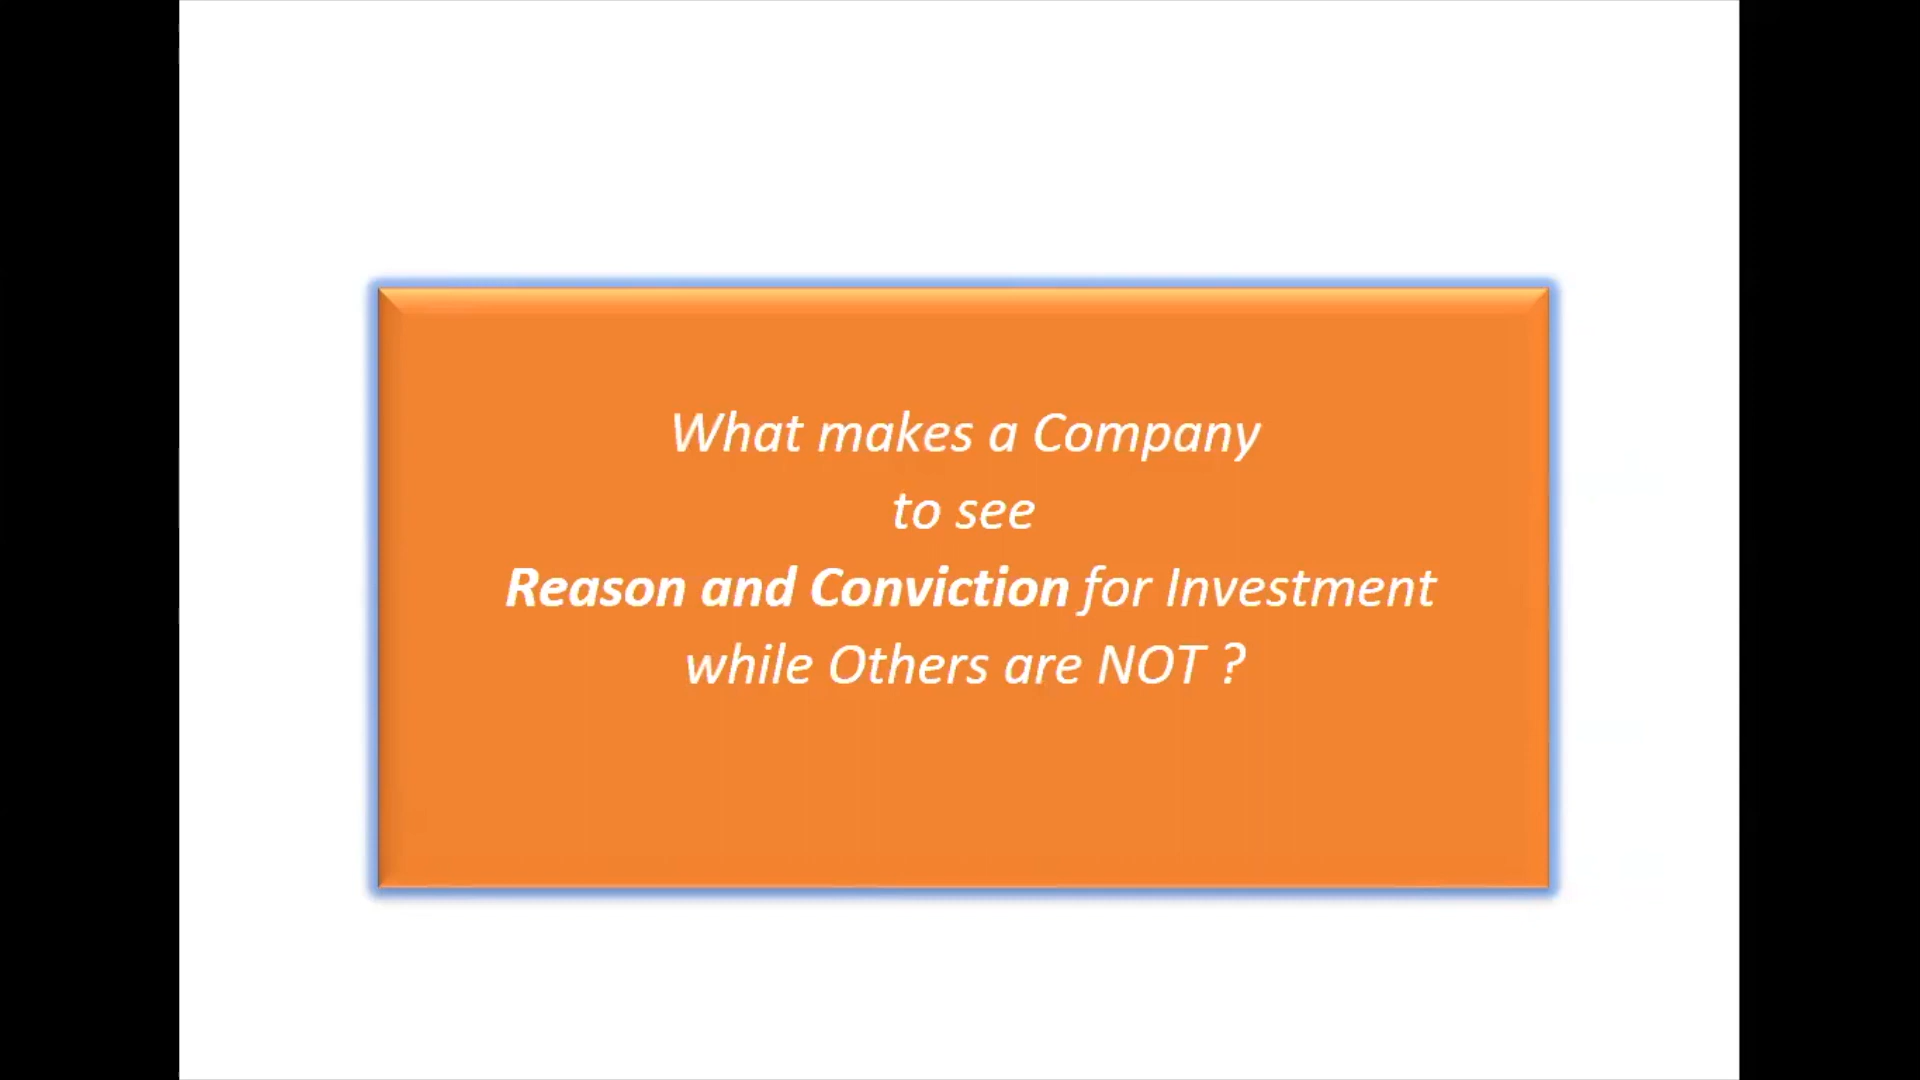 What makes a Company
to see
Reason and Conviction for Investment
while Others are NOT ?